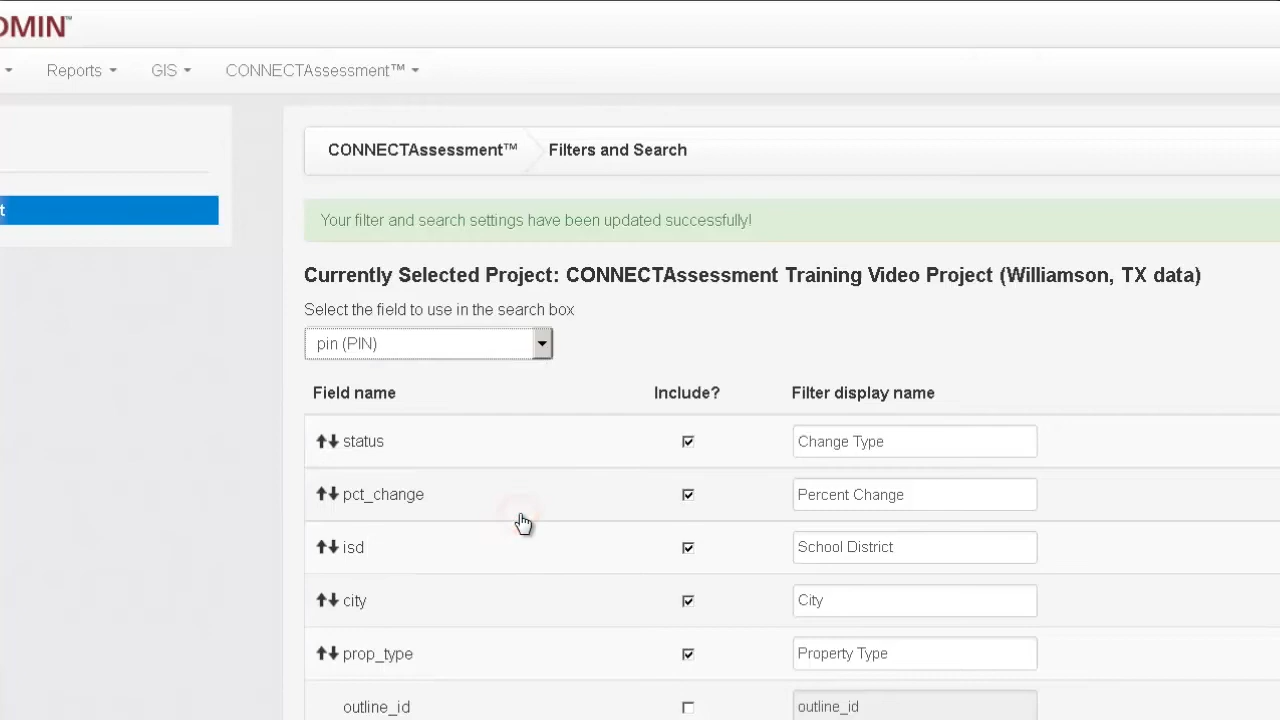 DMIN™
Reports GIS CONNECTAssessment™
CONNECTAssessment™ Filters and Search
t
Your filter and search settings have been updated successfully!
Currently Selected Project: CONNECTAssessment Training Video Project (Williamson, TX data)
Select the field to use in the search box
pin (PIN)
Field name Include? Filter display name
status Change Type
pct_change Percent Change
isd School District
city City
prop_type Property Type
outline_id outline_id